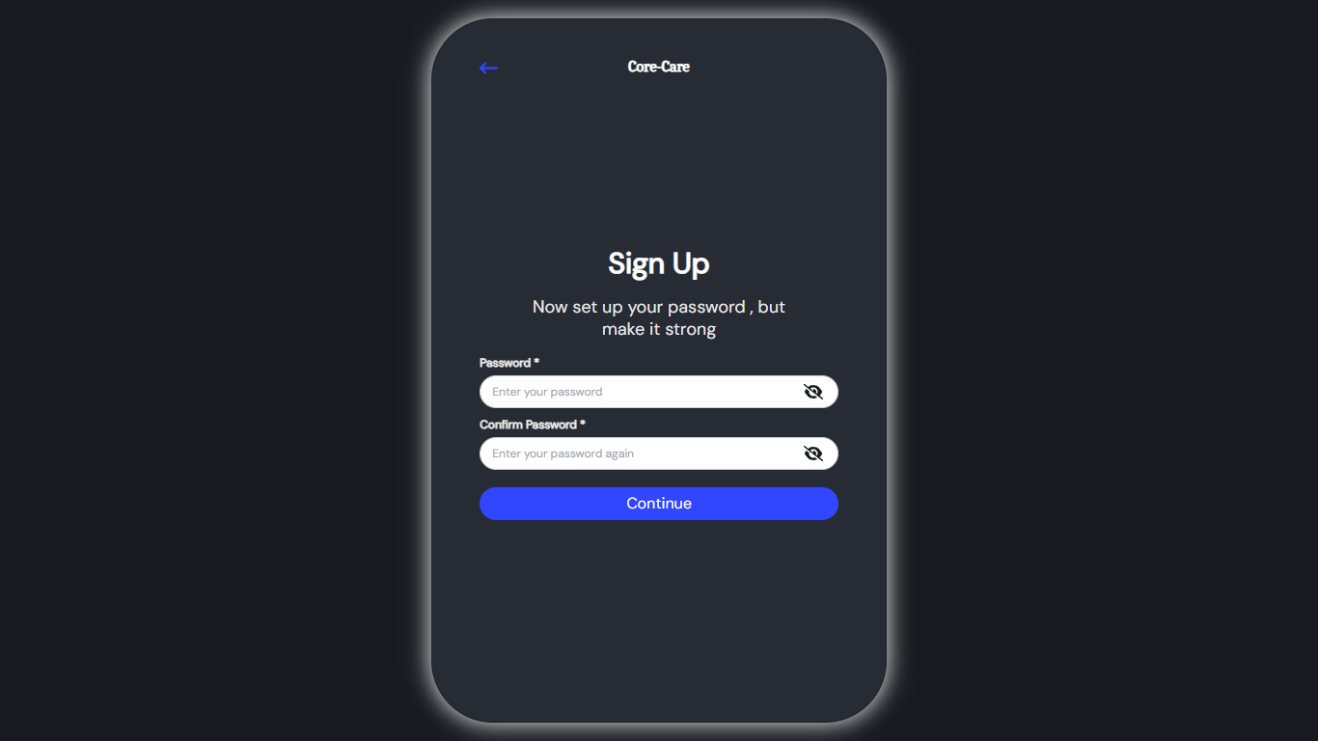 Core-Care
Sign Up
Now set up your password , but
make it strong
Password *
Enter your password
Confirm Password *
Enter your password again
Continue